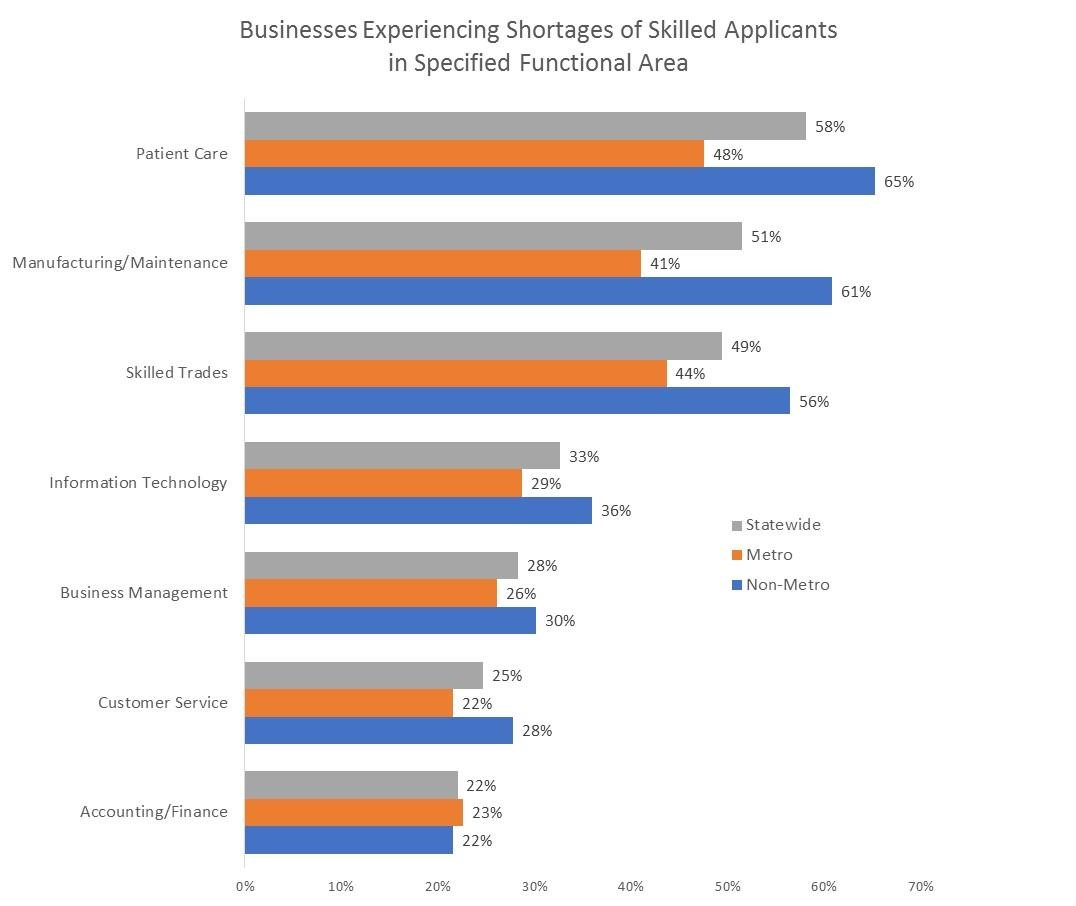 Businesses Experiencing Shortages of Skilled Applicants
in Specified Functional Area
Patient Care
58%
48%
65%
Manufacturing/Maintenance
51%
41%
61%
Skilled Trades
49%
44%
56%
Information Technology
33%
29%
36%
Business Management
28%
26%
30%
Customer Service
25%
22%
28%
Accounting/Finance
22%
23%
22%
Statewide
Metro
Non-Metro
0% 10% 20% 30% 40% 50% 60% 70%